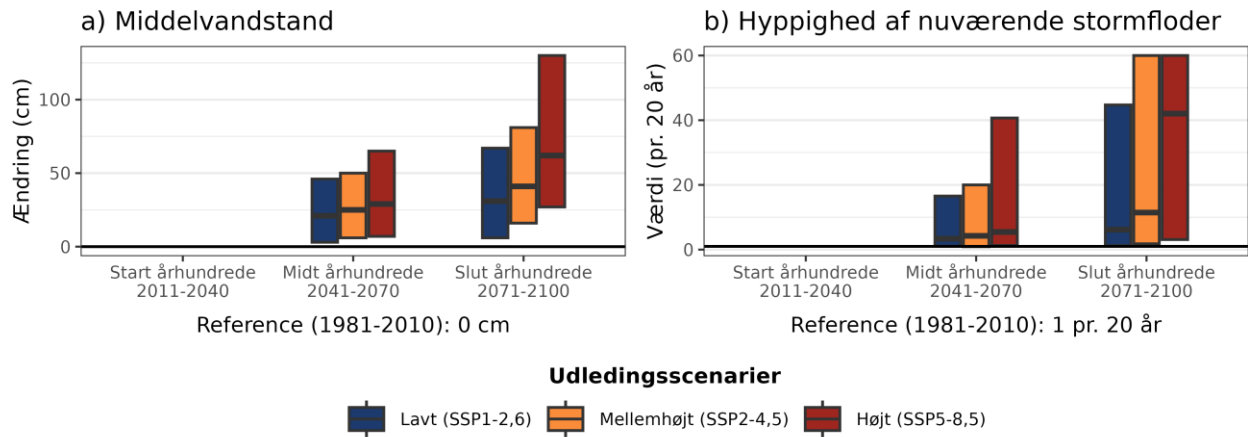 a) Middelvandstand
Ændring (cm)
100
50
0
Start århundrede
2011-2040
Midt århundrede
2041-2070
Slut århundrede
2071-2100
Reference (1981-2010): 0 cm
b) Hyppighed af nuværende stormfloder
Værdi (pr. 20 år)
60
40
20
0
Start århundrede
2011-2040
Midt århundrede
2041-2070
Slut århundrede
2071-2100
Reference (1981-2010): 1 pr. 20 år
Udledingsscenarier
Lavt (SSP1-2,6)
Mellemhøjt (SSP2-4,5)
Højt (SSP5-8,5)